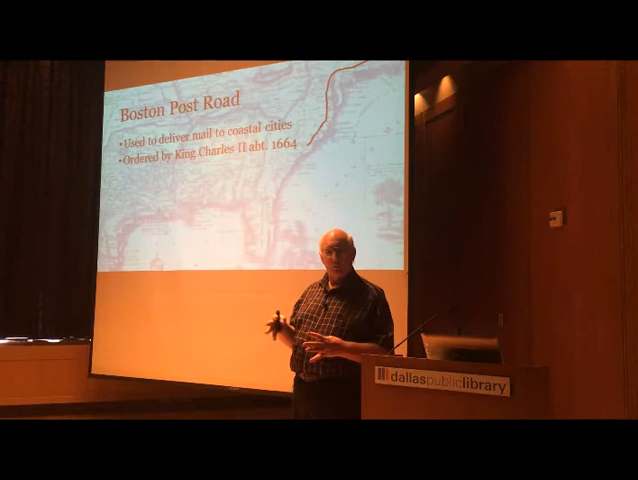 Boston Post Road
•Used to deliver mail to coastal cities
•Ordered by King Charles II abt. 1664
dallaspubliclibrary